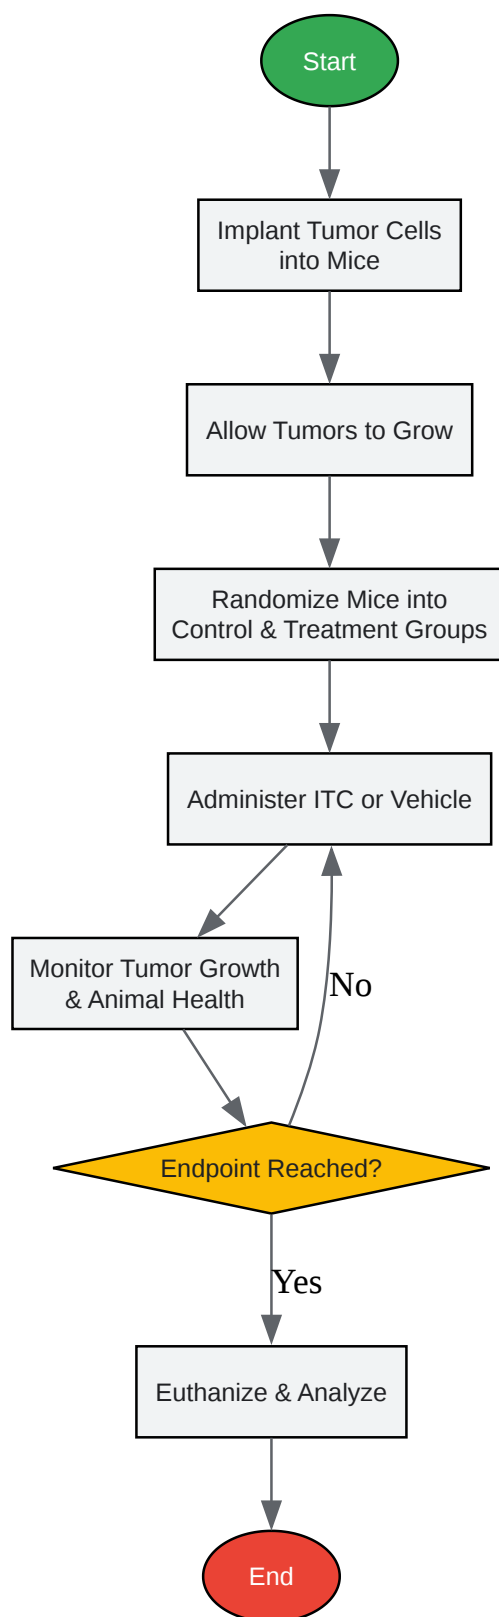 Start
Implant Tumor Cells
into Mice
Allow Tumors to Grow
Randomize Mice into
Control & Treatment Groups
Administer ITC or Vehicle
Monitor Tumor Growth
& Animal Health
No
Endpoint Reached?
Yes
Euthanize & Analyze
End